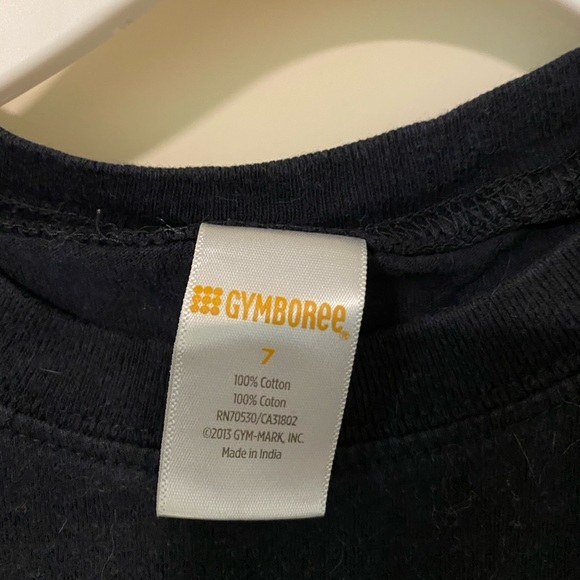 GYMBOREE®
7
100% Cotton
100% Coton
RN70530/CA31802
©2013 GYM-MARK, INC.
Made in India